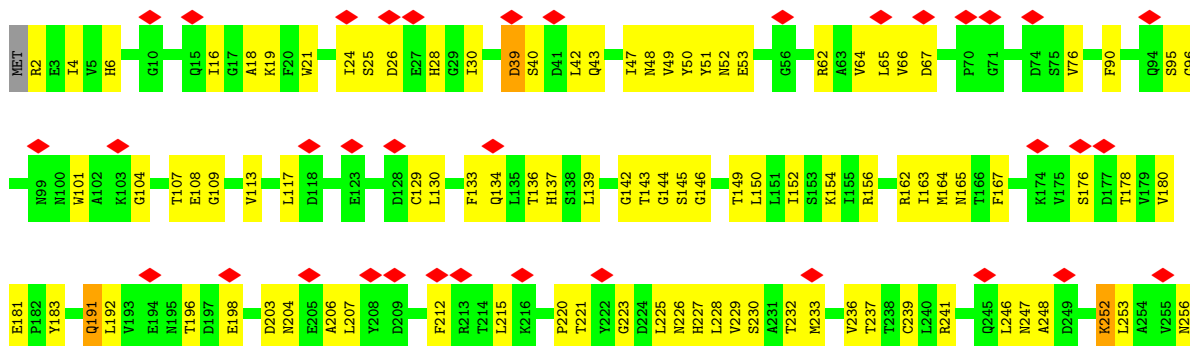 MET R2 E3 I4 V5 H6 G10 Q15 I16 G17 A18 K19 F20 W21 I24 S25 D26 E27 H28 G29 I30 D39 S40 D41 L42 Q43 I47 N48 V49 Y50 Y51 N52 E53 G56 R62 A63 V64 L65 V66 D67 P70 G71 D74 S75 V76 F90 Q94 S95 C96
N99 N100 W101 A102 K103 G104 T107 E108 G109 V113 L117 D118 E123 D128 C129 L130 F133 Q134 L135 T136 H137 S138 L139 G142 T143 G144 S145 G146 T149 L150 L151 I152 S153 K154 I155 R156 R162 I163 M164 N165 T166 F167 K174 V175 S176 D177 T178 V179 V180
E181 P182 Y183 Q191 L192 V193 E194 N195 T196 D197 E198 D203 N204 E205 A206 L207 Y208 D209 F212 R213 T214 L215 K216 P220 T221 Y222 G223 D224 L225 N226 H227 L228 V229 S230 A231 T232 M233 V236 T237 T238 C239 L240 R241 Q245 L246 N247 A248 D249 K252 L253 A254 V255 N256